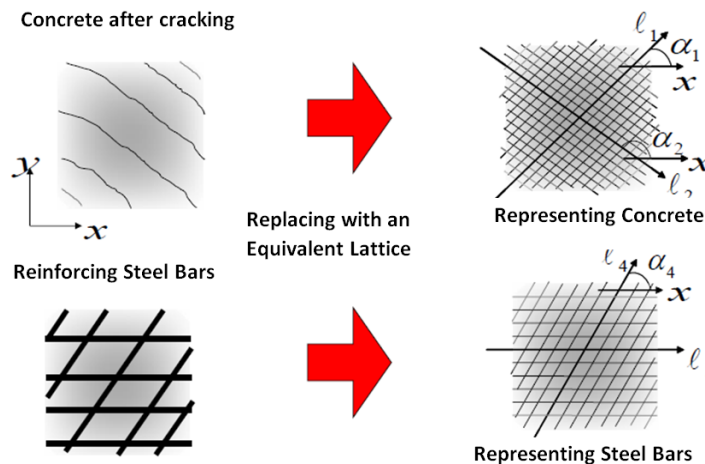 Concrete after cracking
ℓ1
α1
x
y
x
α2
x
ℓ2
Replacing with an
Equivalent Lattice
Representing Concrete
Reinforcing Steel Bars
ℓ4
α4
x
ℓ
Representing Steel Bars